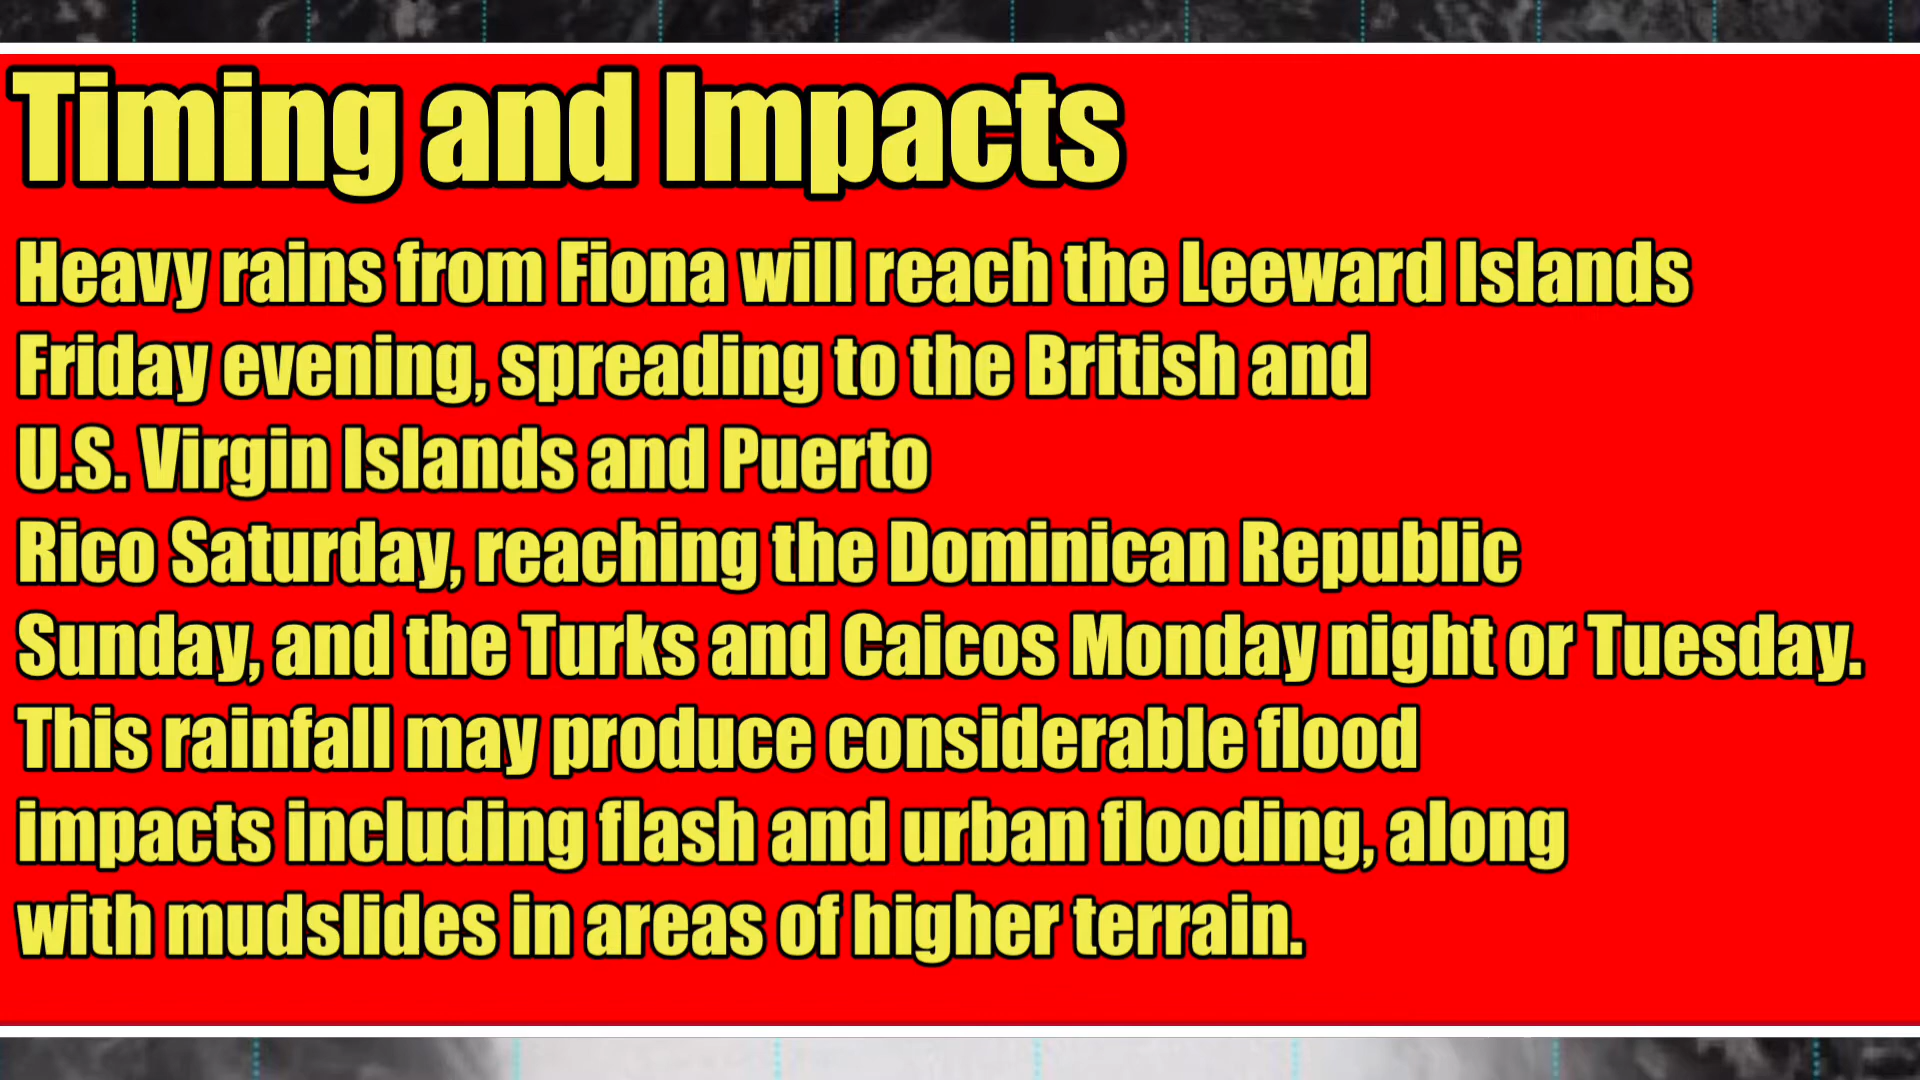 Timing and Impacts
Heavy rains from Fiona will reach the Leeward Islands
Friday evening, spreading to the British and
U.S. Virgin Islands and Puerto
Rico Saturday, reaching the Dominican Republic
Sunday, and the Turks and Caicos Monday night or Tuesday.
This rainfall may produce considerable flood
impacts including flash and urban flooding, along
with mudslides in areas of higher terrain.